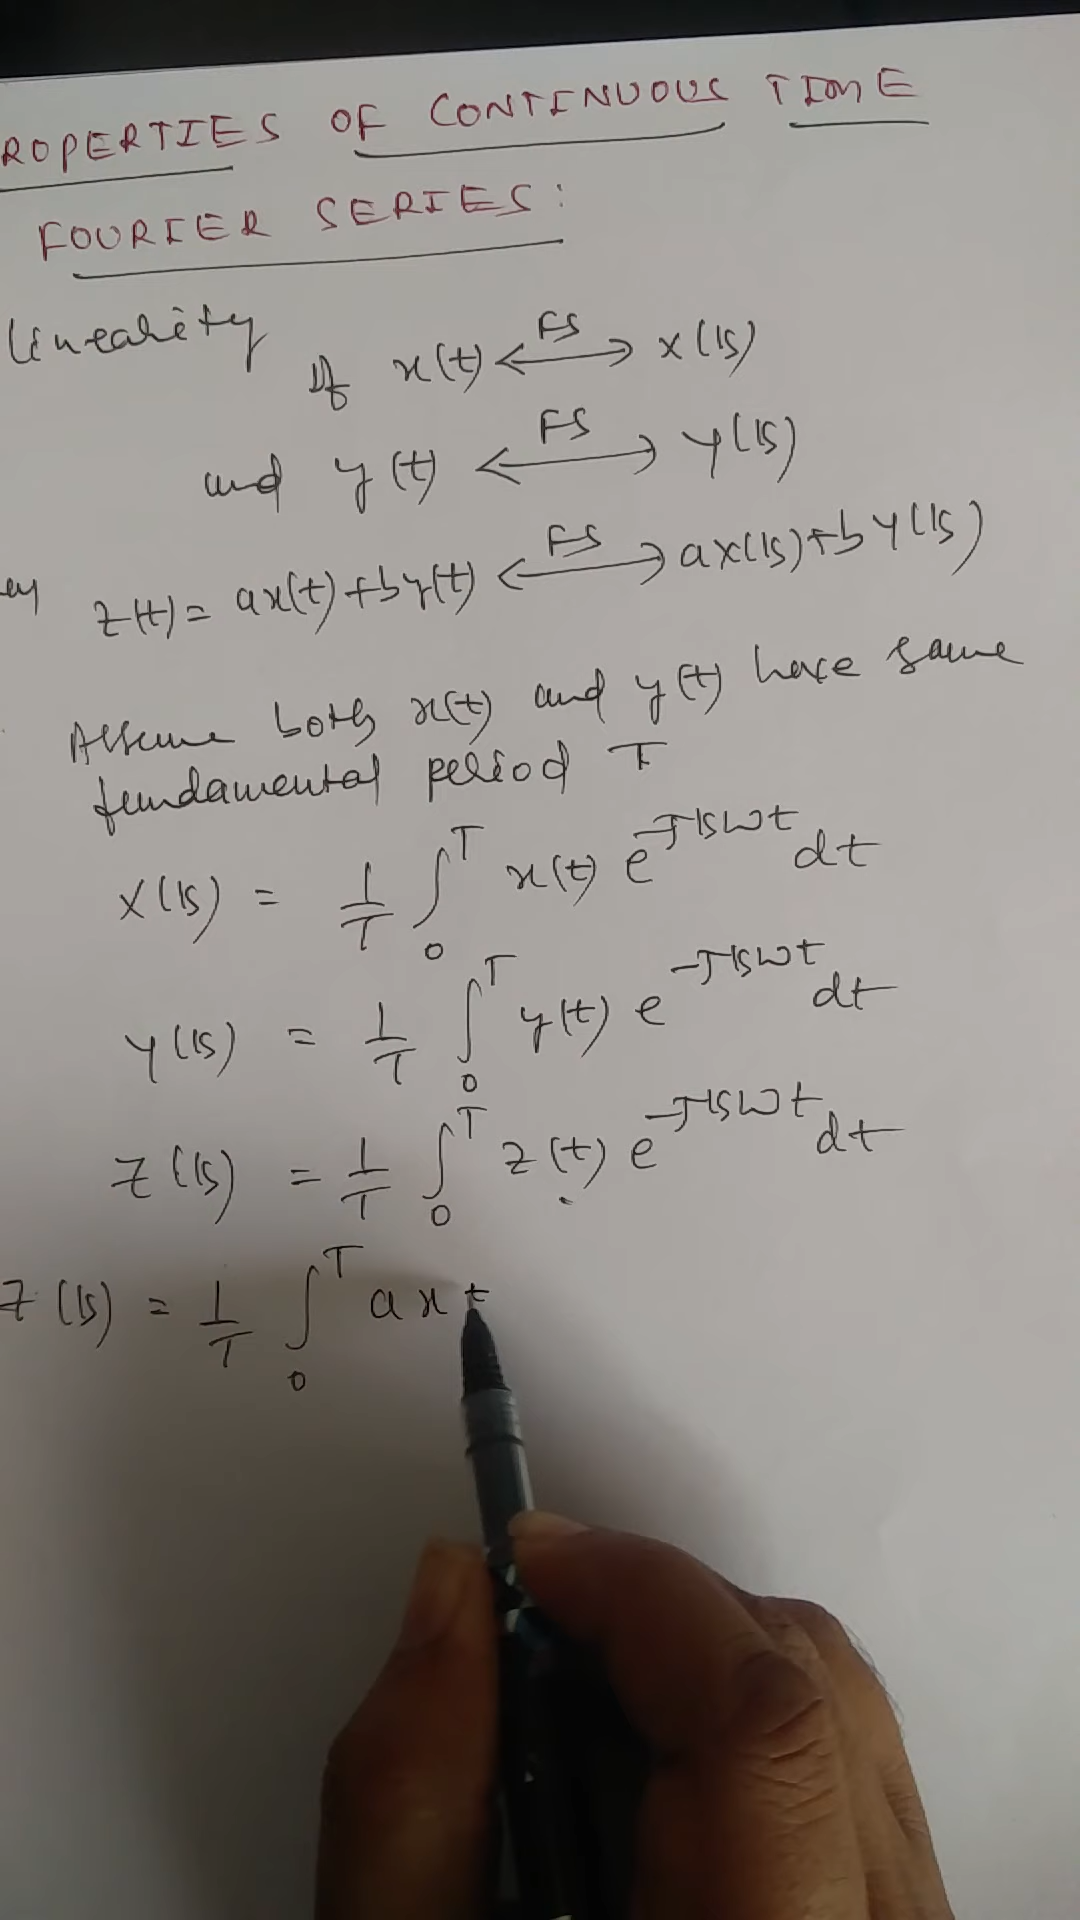 ROPERTIES OF CONTINUOUS TIME
FOURIER SERIES:
linearity
If x(t) <--FS--> X(k)
and y(t) <--FS--> Y(k)
z(t) = ax(t)+by(t) <--FS--> aX(k)+bY(k)
Assume both x(t) and y(t) have same
fundamental period T
X(k) = 1/T ∫₀ᵀ x(t) e^{-jkωt} dt
Y(k) = 1/T ∫₀ᵀ y(t) e^{-jkωt} dt
Z(k) = 1/T ∫₀ᵀ z(t) e^{-jkωt} dt
Z(k) = 1/T ∫₀ᵀ a x t